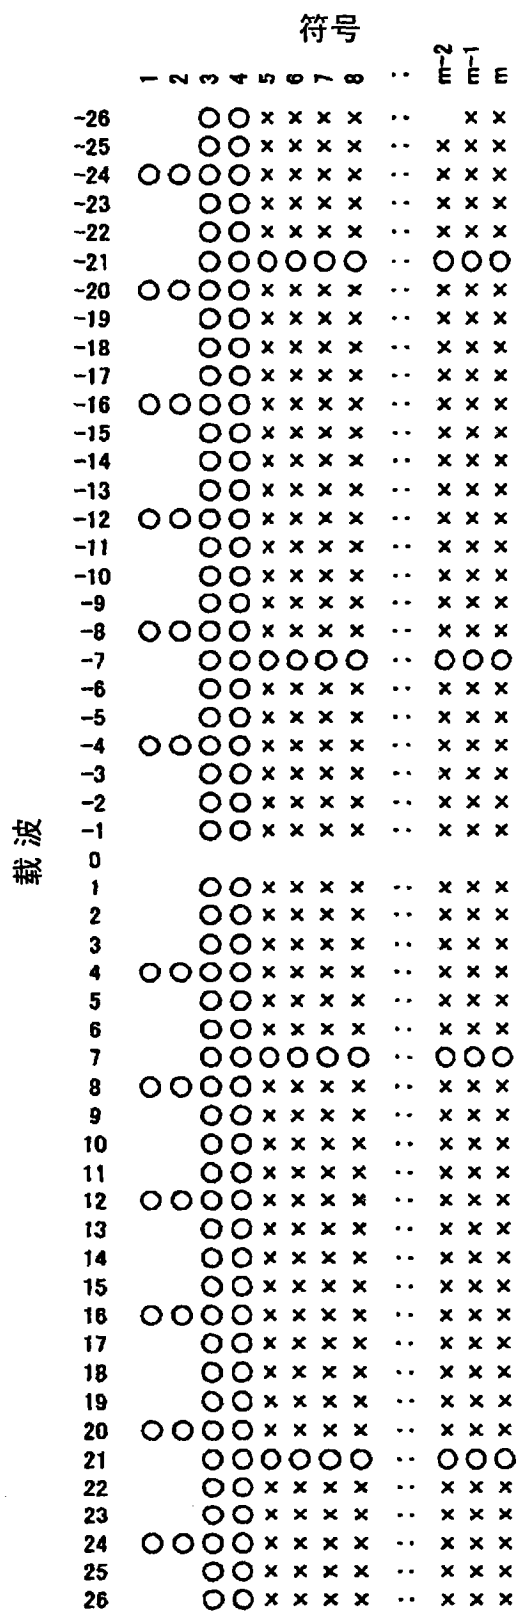 符号
1 2 3 4 5 6 7 8 ‥ m-2 m-1 m
-26 ○ ○ × × × × ‥ × ×
-25 ○ ○ × × × × ‥ × × ×
-24 ○ ○ ○ ○ × × × × ‥ × × ×
-23 ○ ○ × × × × ‥ × × ×
-22 ○ ○ × × × × ‥ × × ×
-21 ○ ○ ○ ○ ○ ○ ‥ ○ ○ ○
-20 ○ ○ ○ ○ × × × × ‥ × × ×
-19 ○ ○ × × × × ‥ × × ×
-18 ○ ○ × × × × ‥ × × ×
-17 ○ ○ × × × × ‥ × × ×
-16 ○ ○ ○ ○ × × × × ‥ × × ×
-15 ○ ○ × × × × ‥ × × ×
-14 ○ ○ × × × × ‥ × × ×
-13 ○ ○ × × × × ‥ × × ×
-12 ○ ○ ○ ○ × × × × ‥ × × ×
-11 ○ ○ × × × × ‥ × × ×
-10 ○ ○ × × × × ‥ × × ×
-9 ○ ○ × × × × ‥ × × ×
-8 ○ ○ ○ ○ × × × × ‥ × × ×
-7 ○ ○ ○ ○ ○ ○ ‥ ○ ○ ○
-6 ○ ○ × × × × ‥ × × ×
-5 ○ ○ × × × × ‥ × × ×
-4 ○ ○ ○ ○ × × × × ‥ × × ×
-3 ○ ○ × × × × ‥ × × ×
-2 ○ ○ × × × × ‥ × × ×
-1 ○ ○ × × × × ‥ × × ×
载波
0
1 ○ ○ × × × × ‥ × × ×
2 ○ ○ × × × × ‥ × × ×
3 ○ ○ × × × × ‥ × × ×
4 ○ ○ ○ ○ × × × × ‥ × × ×
5 ○ ○ × × × × ‥ × × ×
6 ○ ○ × × × × ‥ × × ×
7 ○ ○ ○ ○ ○ ○ ‥ ○ ○ ○
8 ○ ○ ○ ○ × × × × ‥ × × ×
9 ○ ○ × × × × ‥ × × ×
10 ○ ○ × × × × ‥ × × ×
11 ○ ○ × × × × ‥ × × ×
12 ○ ○ ○ ○ × × × × ‥ × × ×
13 ○ ○ × × × × ‥ × × ×
14 ○ ○ × × × × ‥ × × ×
15 ○ ○ × × × × ‥ × × ×
16 ○ ○ ○ ○ × × × × ‥ × × ×
17 ○ ○ × × × × ‥ × × ×
18 ○ ○ × × × × ‥ × × ×
19 ○ ○ × × × × ‥ × × ×
20 ○ ○ ○ ○ × × × × ‥ × × ×
21 ○ ○ ○ ○ ○ ○ ‥ ○ ○ ○
22 ○ ○ × × × × ‥ × × ×
23 ○ ○ × × × × ‥ × × ×
24 ○ ○ ○ ○ × × × × ‥ × × ×
25 ○ ○ × × × × ‥ × × ×
26 ○ ○ × × × × ‥ × × ×